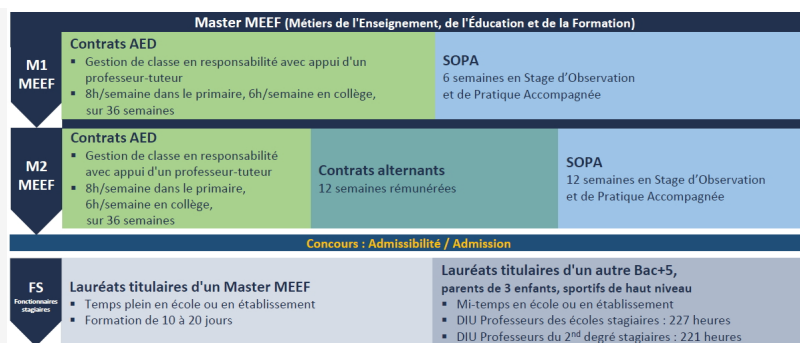 Master MEEF (Métiers de l'Enseignement, de l'Éducation et de la Formation)
M1
MEEF
Contrats AED
▪ Gestion de classe en responsabilité avec appui d'un
professeur-tuteur
▪ 8h/semaine dans le primaire, 6h/semaine en collège,
sur 36 semaines
SOPA
6 semaines en Stage d'Observation
et de Pratique Accompagnée
M2
MEEF
Contrats AED
▪ Gestion de classe en responsabilité
avec appui d'un professeur-tuteur
▪ 8h/semaine dans le primaire,
6h/semaine en collège,
sur 36 semaines
Contrats alternants
12 semaines rémunérées
SOPA
12 semaines en Stage d'Observation
et de Pratique Accompagnée
Concours : Admissibilité / Admission
FS
Fonctionnaires
stagiaires
Lauréats titulaires d'un Master MEEF
▪ Temps plein en école ou en établissement
▪ Formation de 10 à 20 jours
Lauréats titulaires d'un autre Bac+5,
parents de 3 enfants, sportifs de haut niveau
▪ Mi-temps en école ou en établissement
▪ DIU Professeurs des écoles stagiaires : 227 heures
▪ DIU Professeurs du 2nd degré stagiaires : 221 heures